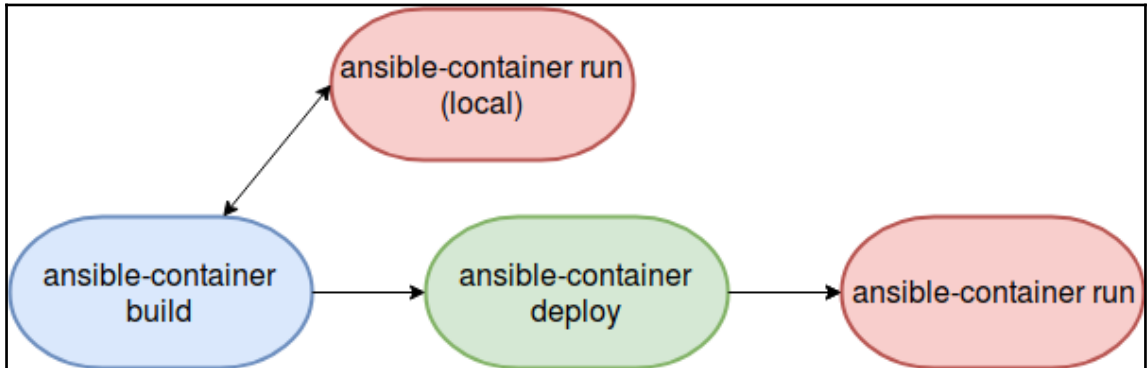 ansible-container run
(local)
ansible-container
build
ansible-container
deploy
ansible-container run